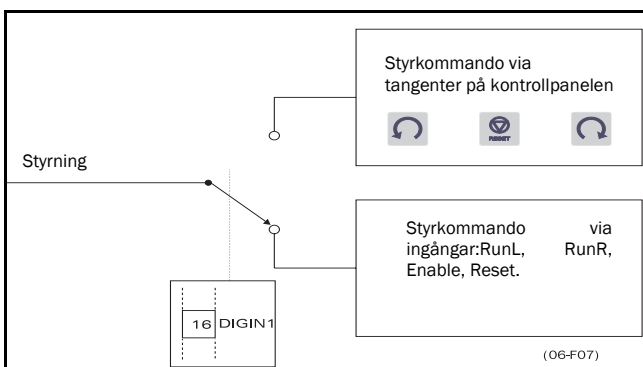 Styrkommando via
tangenter på kontrollpanelen
RESET
Styrning
Styrkommando via
ingångar:RunL, RunR,
Enable, Reset.
16 DIGIN1
(06-F07)